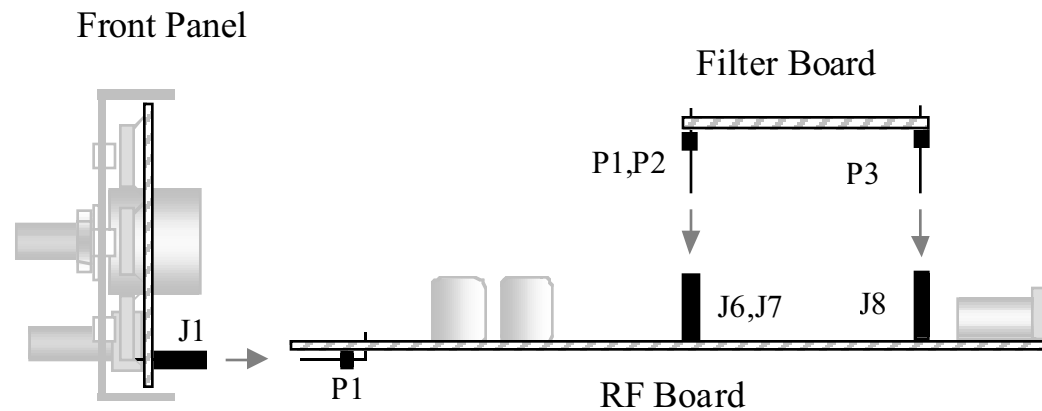 Front Panel
Filter Board
P1,P2
P3
J1
J6,J7
J8
P1
RF Board